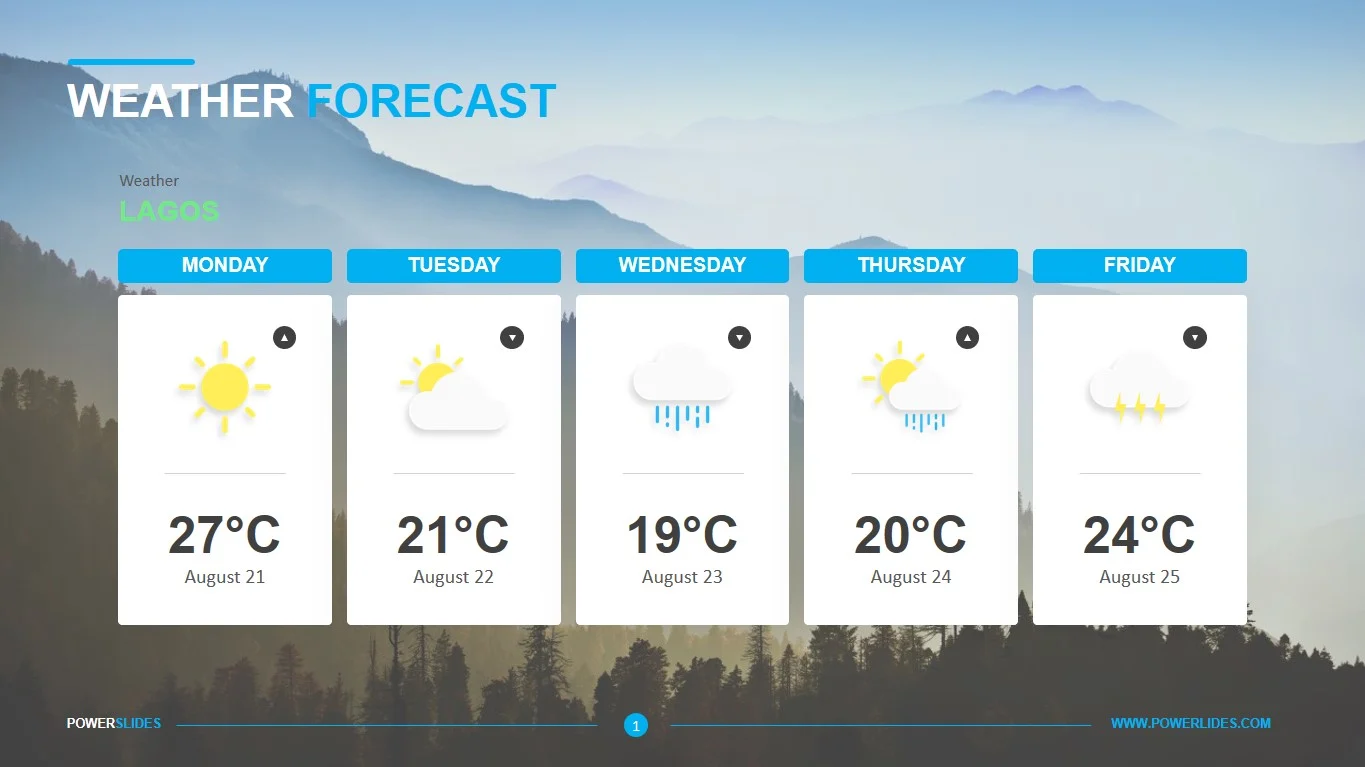 WEATHER FORECAST
Weather
LAGOS
MONDAY
TUESDAY
WEDNESDAY
THURSDAY
FRIDAY
27°C
21°C
19°C
20°C
24°C
August 21
August 22
August 23
August 24
August 25
POWERSLIDES
1
WWW.POWERLIDES.COM